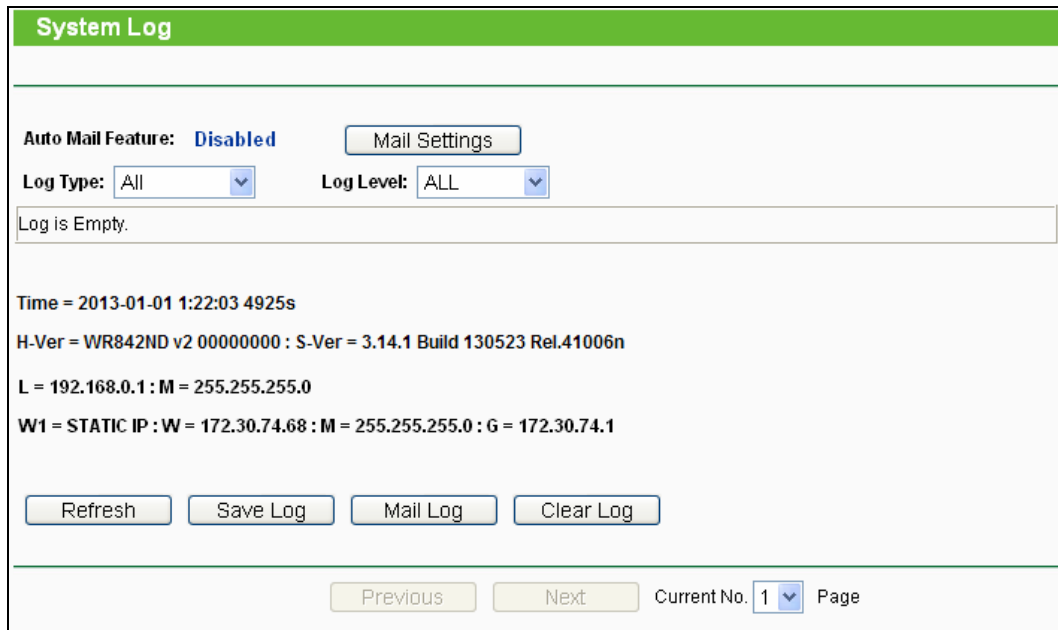 System Log
Auto Mail Feature: Disabled Mail Settings
Log Type: All Log Level: ALL
Log is Empty.
Time = 2013-01-01 1:22:03 4925s
H-Ver = WR842ND v2 00000000 : S-Ver = 3.14.1 Build 130523 Rel.41006n
L = 192.168.0.1 : M = 255.255.255.0
W1 = STATIC IP : W = 172.30.74.68 : M = 255.255.255.0 : G = 172.30.74.1
Refresh Save Log Mail Log Clear Log
Previous Next Current No. 1 Page